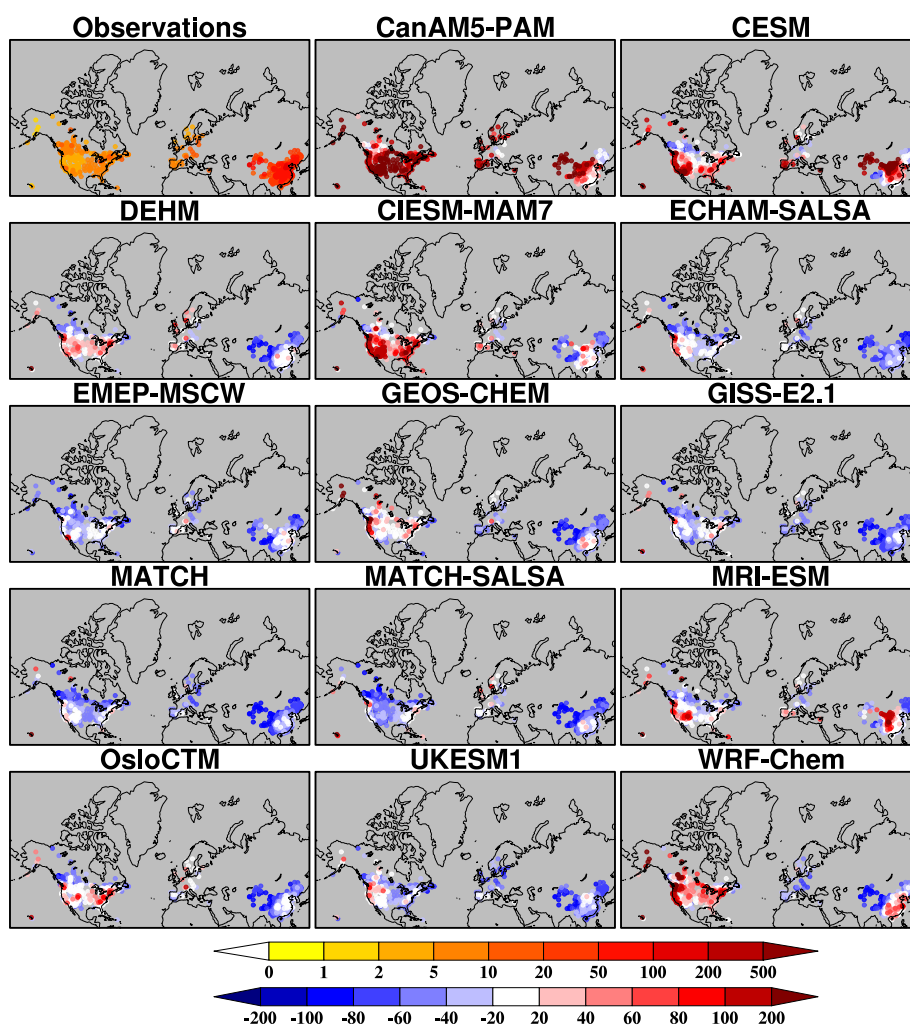 Observations CanAM5-PAM CESM
DEHM CIESM-MAM7 ECHAM-SALSA
EMEP-MSCW GEOS-CHEM GISS-E2.1
MATCH MATCH-SALSA MRI-ESM
OsloCTM UKESM1 WRF-Chem
0 1 2 5 10 20 50 100 200 500
-200 -100 -80 -60 -40 -20 20 40 60 80 100 200